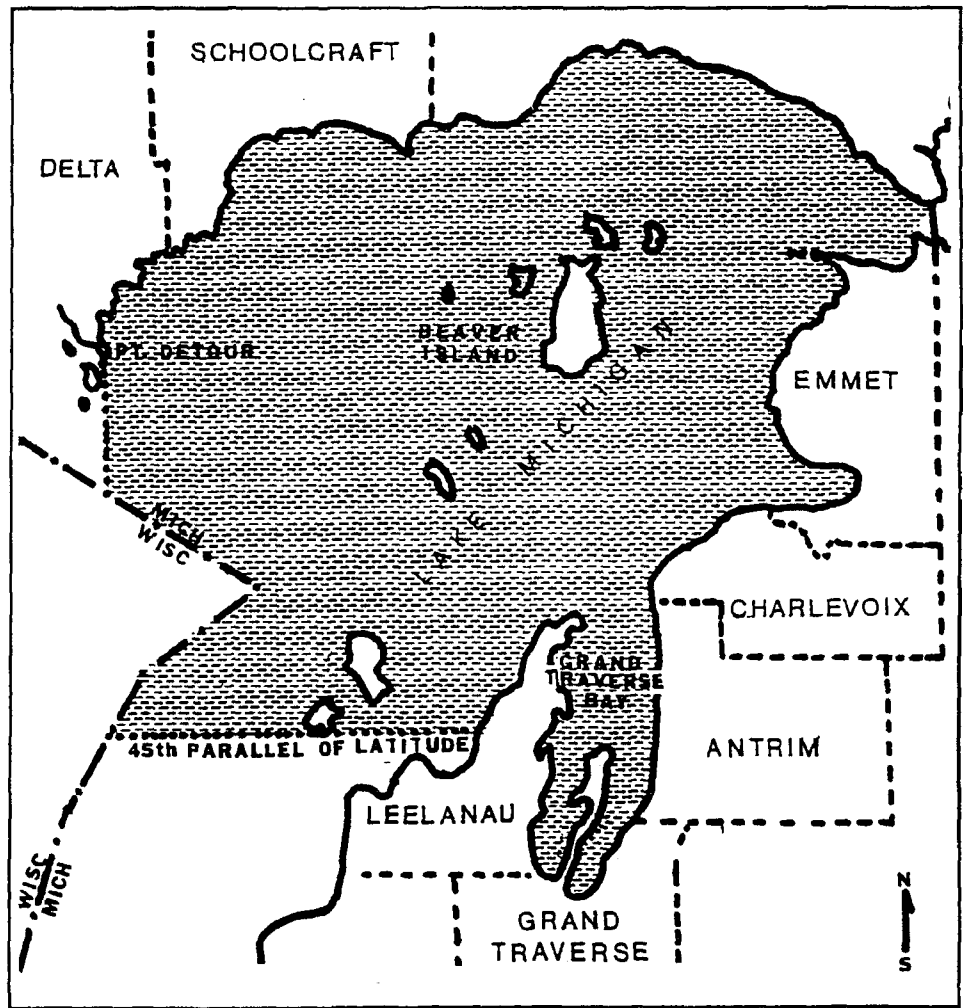 SCHOOLCRAFT
DELTA
BEAVER
ISLAND
PT. DETOUR
EMMET
LAKE MICHIGAN
MICH
WISC
CHARLEVOIX
GRAND
TRAVERSE
BAY
45th PARALLEL OF LATITUDE
ANTRIM
LEELANAU
WISC
MICH
GRAND
TRAVERSE
N
S